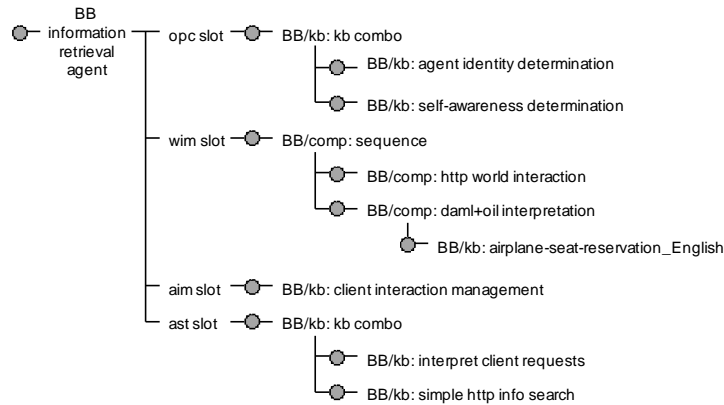 BB
information
retrieval
agent
opc slot
BB/kb: kb combo
BB/kb: agent identity determination
BB/kb: self-awareness determination
wim slot
BB/comp: sequence
BB/comp: http world interaction
BB/comp: daml+oil interpretation
BB/kb: airplane-seat-reservation_English
aim slot
BB/kb: client interaction management
ast slot
BB/kb: kb combo
BB/kb: interpret client requests
BB/kb: simple http info search